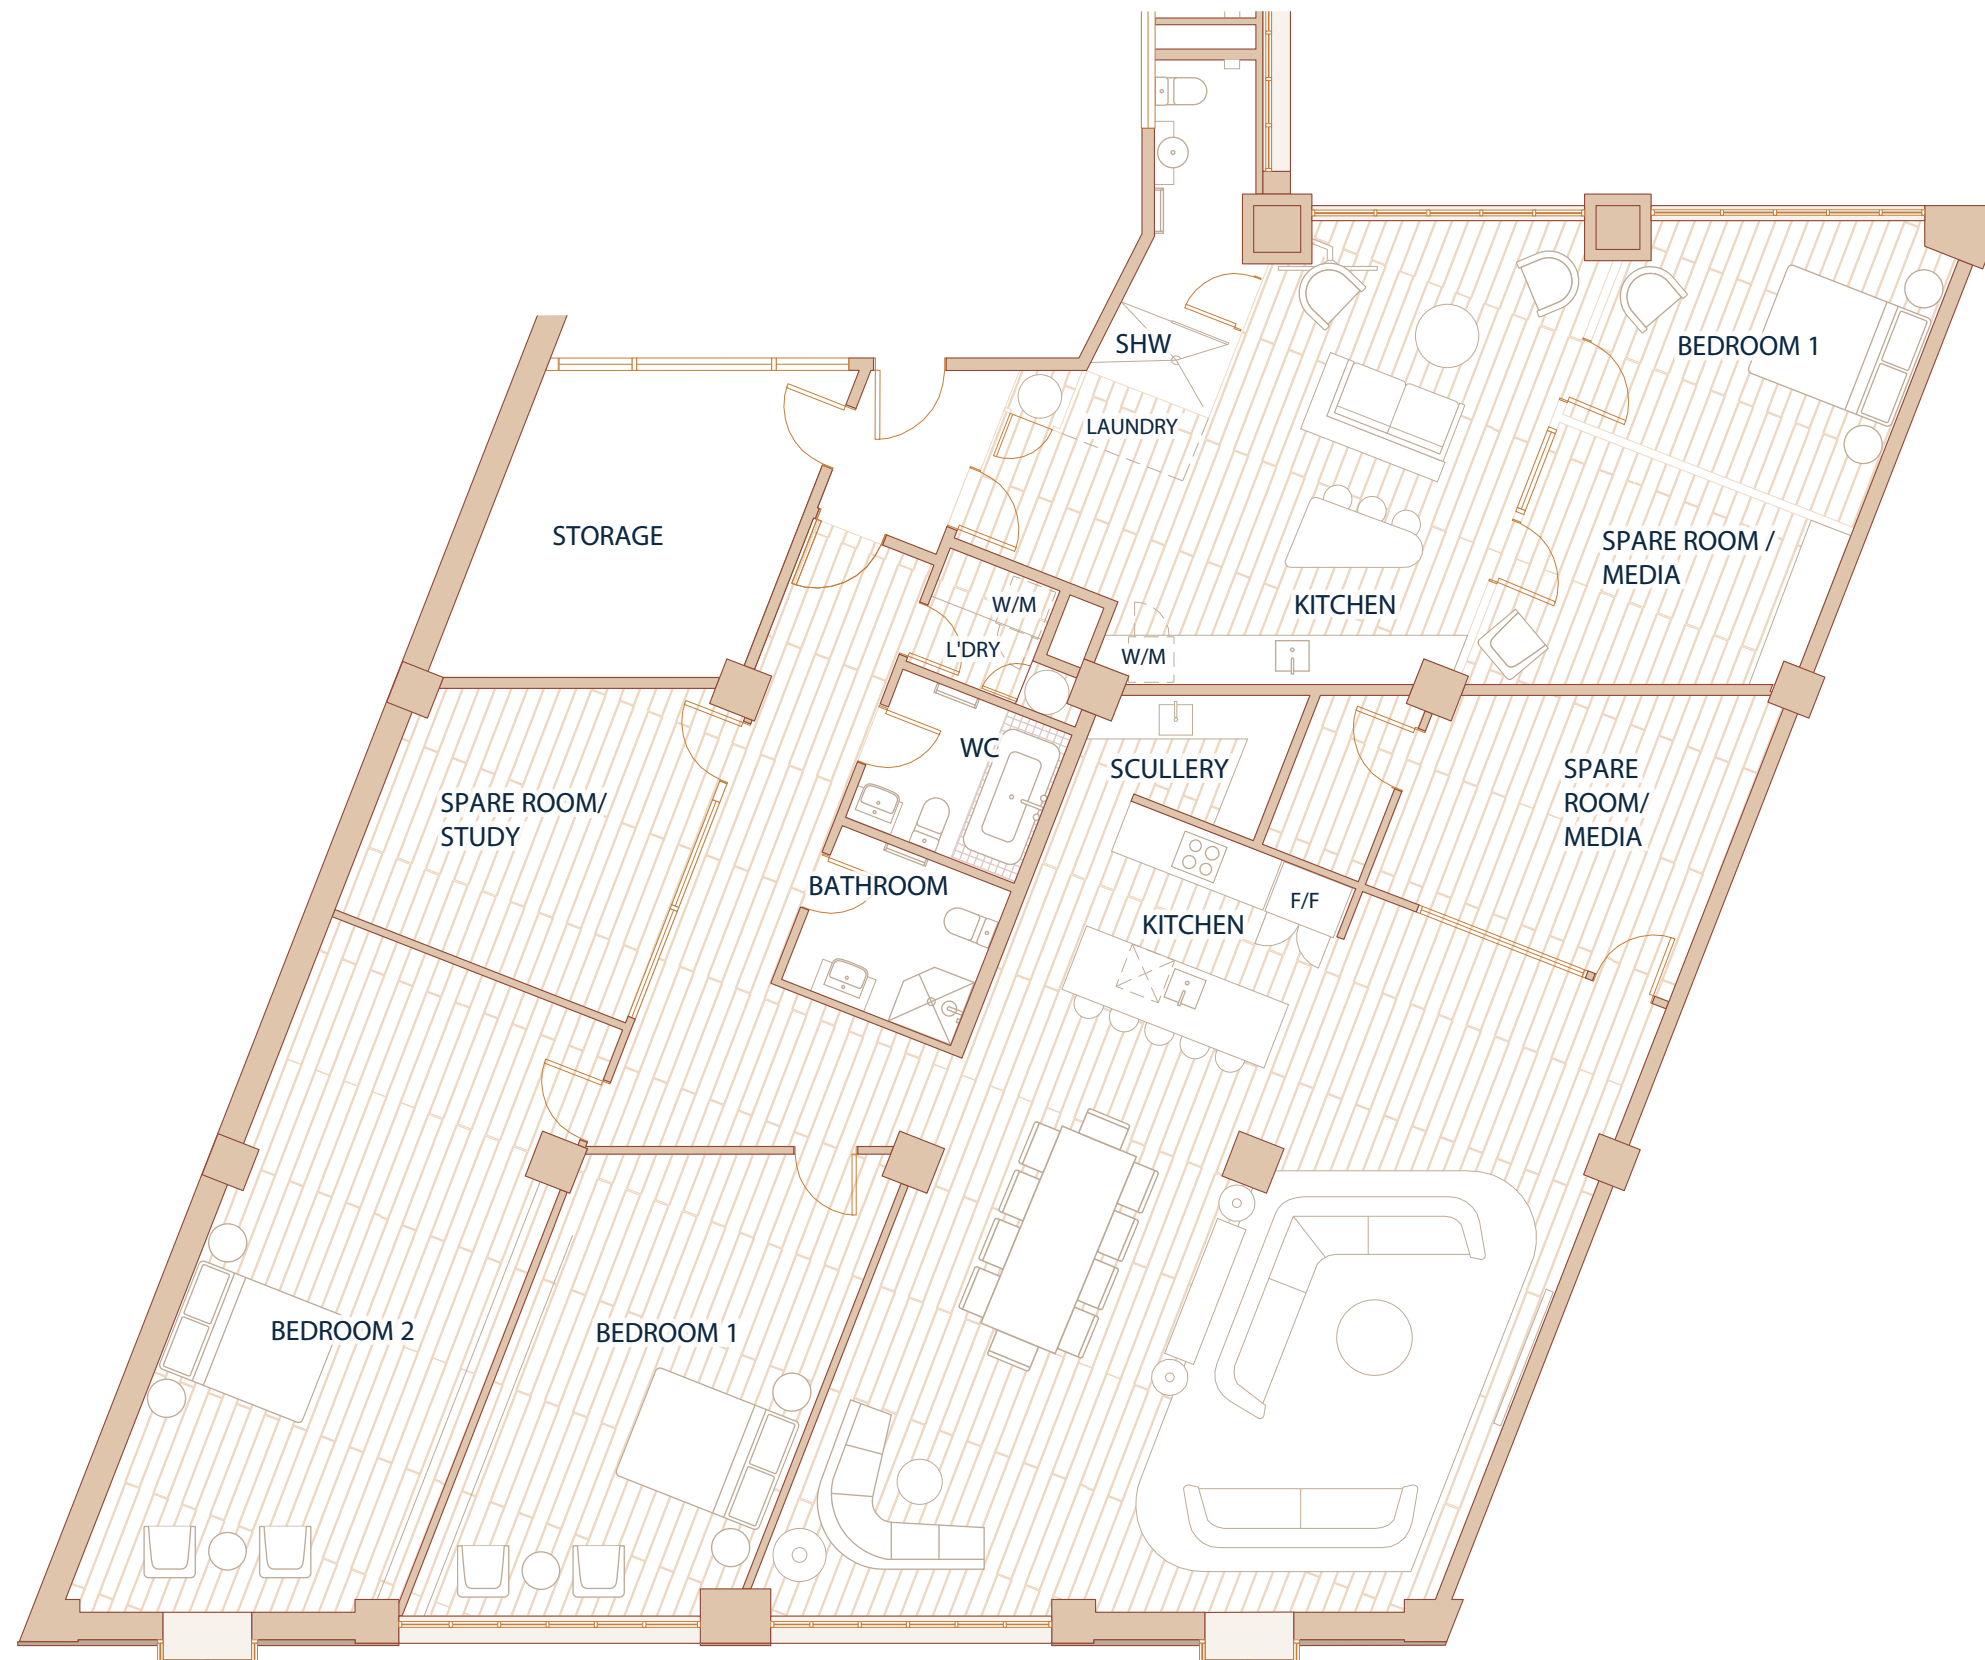 SHW
BEDROOM 1
LAUNDRY
STORAGE
SPARE ROOM /
MEDIA
W/M
KITCHEN
L'DRY
W/M
WC
SCULLERY
SPARE
ROOM/
MEDIA
SPARE ROOM/
STUDY
BATHROOM
F/F
KITCHEN
BEDROOM 2
BEDROOM 1